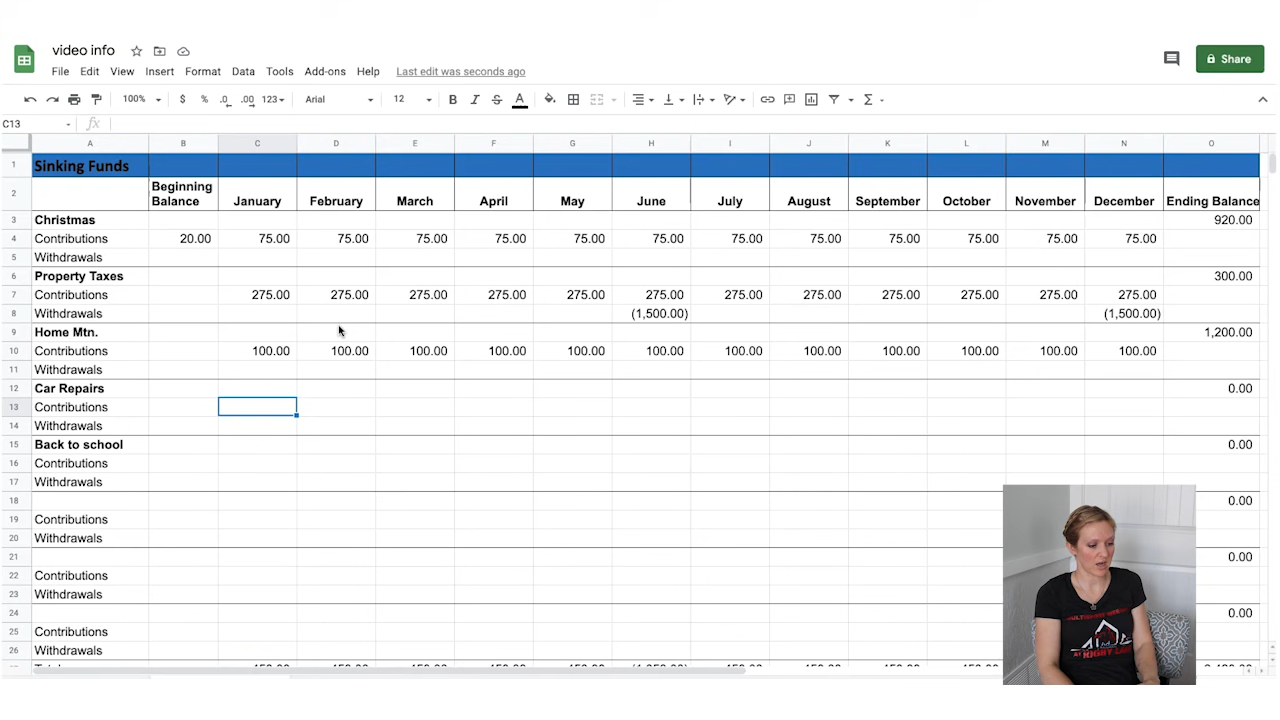 video info
File Edit View Insert Format Data Tools Add-ons Help Last edit was seconds ago
Share
100% $ % .0 .00 123 Arial 12 B I S A Σ
C13 fx
A B C D E F G H I J K L M N O
1 Sinking Funds
2 Beginning Balance January February March April May June July August September October November December Ending Balance
3 Christmas 920.00
4 Contributions 20.00 75.00 75.00 75.00 75.00 75.00 75.00 75.00 75.00 75.00 75.00 75.00 75.00
5 Withdrawals
6 Property Taxes 300.00
7 Contributions 275.00 275.00 275.00 275.00 275.00 275.00 275.00 275.00 275.00 275.00 275.00 275.00
8 Withdrawals (1,500.00) (1,500.00)
9 Home Mtn. 1,200.00
10 Contributions 100.00 100.00 100.00 100.00 100.00 100.00 100.00 100.00 100.00 100.00 100.00 100.00
11 Withdrawals
12 Car Repairs 0.00
13 Contributions
14 Withdrawals
15 Back to school 0.00
16 Contributions
17 Withdrawals
18 0.00
19 Contributions
20 Withdrawals
21 0.00
22 Contributions
23 Withdrawals
24 0.00
25 Contributions
26 Withdrawals